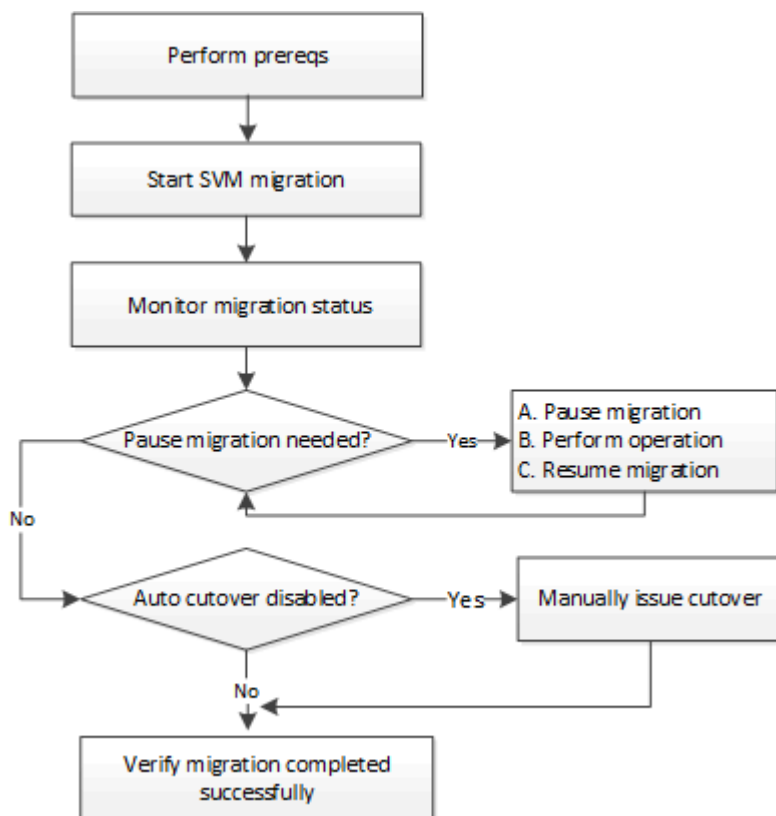 Perform prereqs
Start SVM migration
Monitor migration status
Pause migration needed?
Yes
A. Pause migration
B. Perform operation
C. Resume migration
No
Auto cutover disabled?
Yes
Manually issue cutover
No
Verify migration completed
successfully